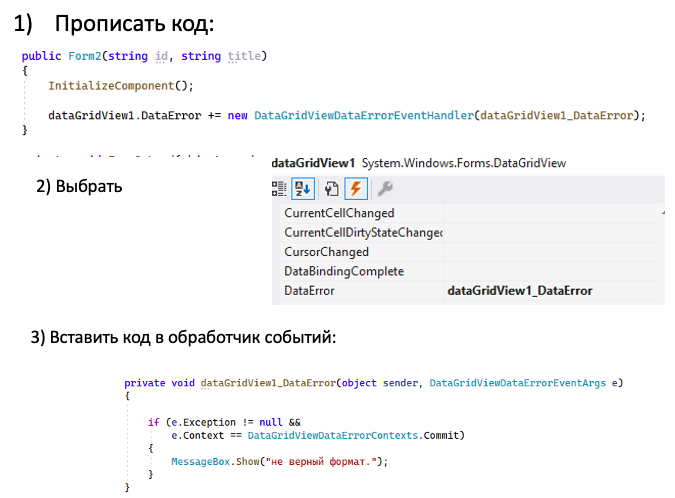 1) Прописать код:
public Form2(string id, string title)
{
InitializeComponent();
dataGridView1.DataError += new DataGridViewDataErrorEventHandler(dataGridView1_DataError);
}
dataGridView1 System.Windows.Forms.DataGridView
2) Выбрать
CurrentCellChanged
CurrentCellDirtyStateChanged
CursorChanged
DataBindingComplete
DataError dataGridView1_DataError
3) Вставить код в обработчик событий:
private void dataGridView1_DataError(object sender, DataGridViewDataErrorEventArgs e)
{
if (e.Exception != null &&
e.Context == DataGridViewDataErrorContexts.Commit)
{
MessageBox.Show("не верный формат.");
}
}